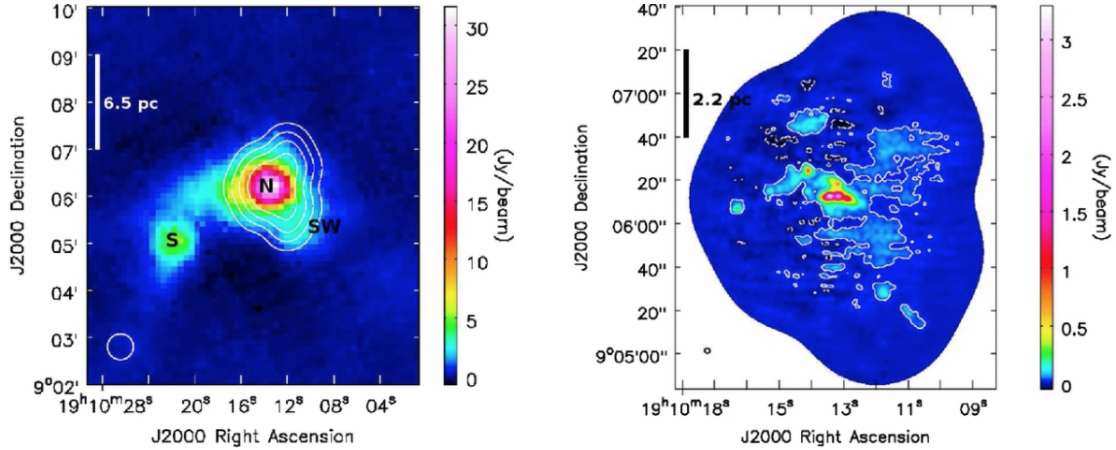 10'
09'
08'
07'
06'
05'
04'
03'
9°02'
J2000 Declination
6.5 pc
N
S
SW
19h10m28s 20s 16s 12s 04s
J2000 Right Ascension
30
25
20
15
10
5
0
(Jy/beam)
40"
20"
07'00"
40"
20"
06'00"
40"
20"
9°05'00"
J2000 Declination
2.2 pc
19h10m18s 15s 13s 11s 09s
J2000 Right Ascension
3
2.5
2
1.5
1
0.5
0
(Jy/beam)